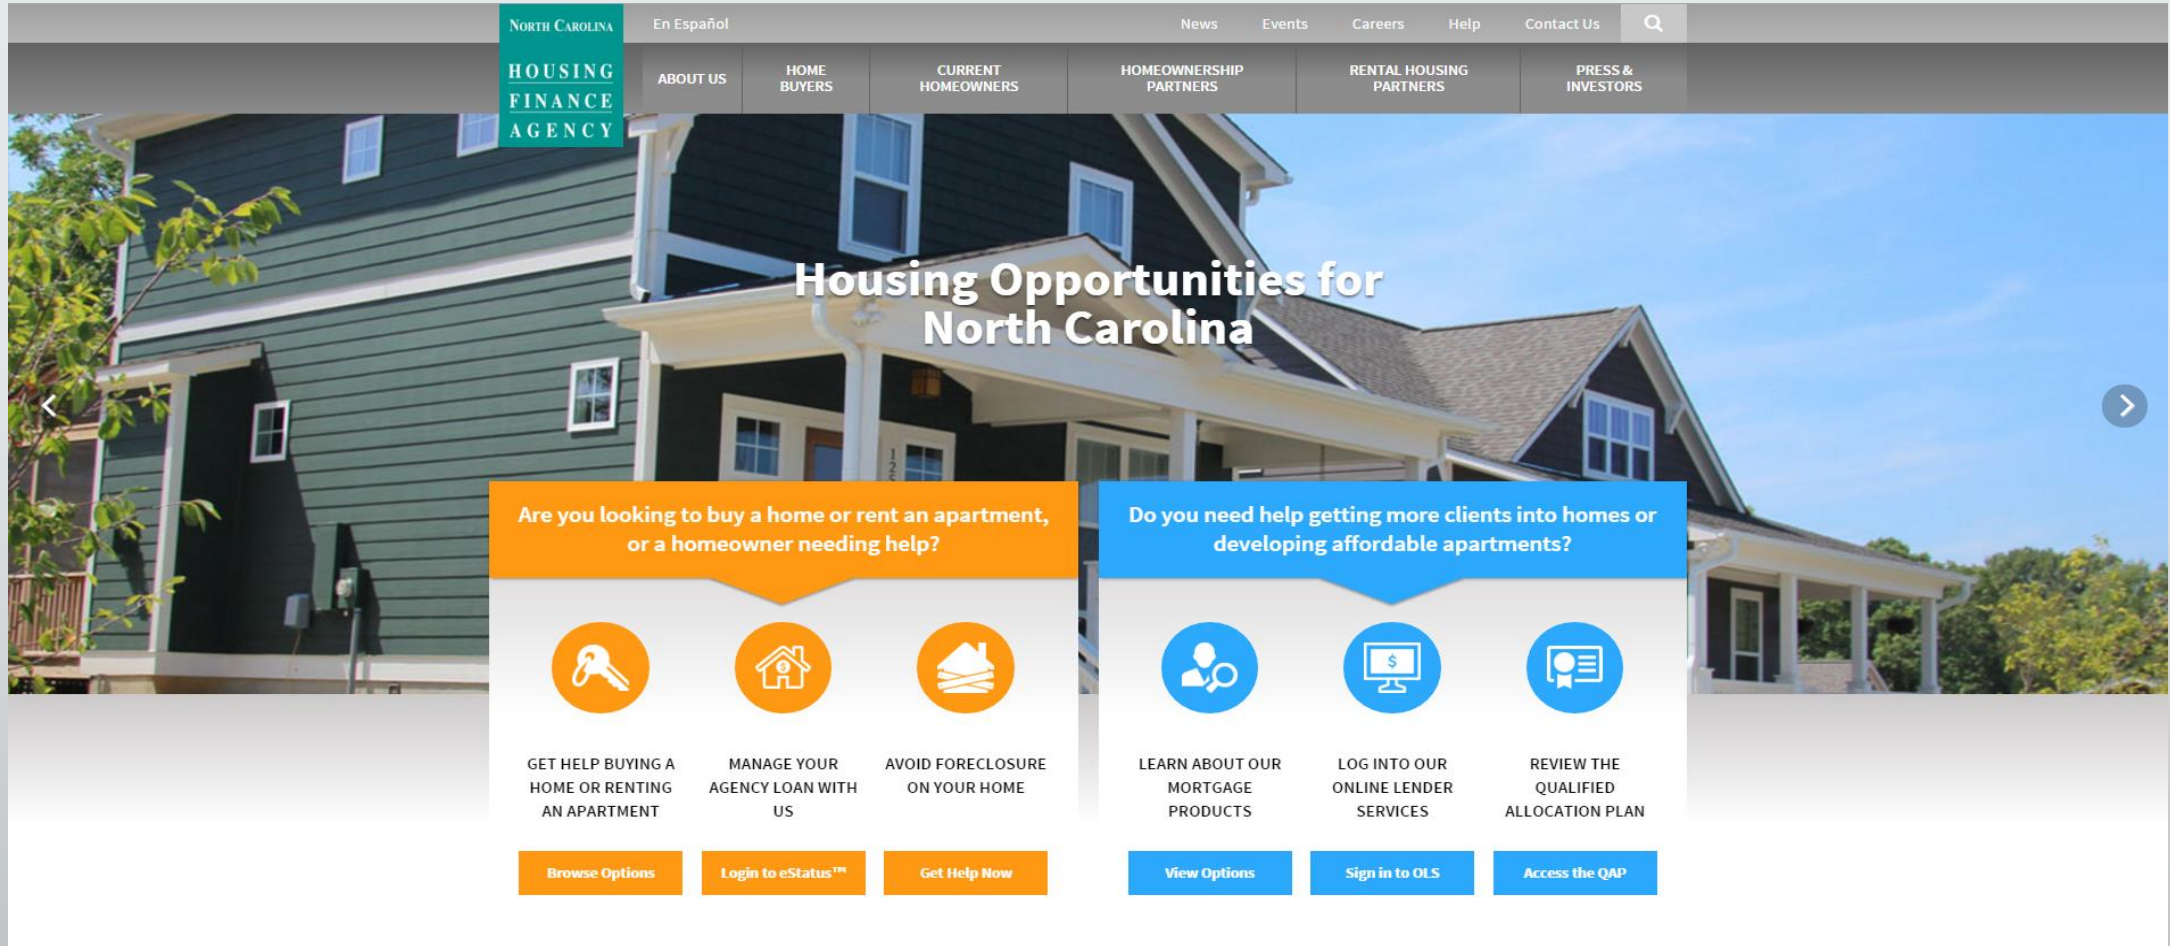 NORTH CAROLINA
HOUSING
FINANCE
AGENCY
En Español
News
Events
Careers
Help
Contact Us
ABOUT US
HOME
BUYERS
CURRENT
HOMEOWNERS
HOMEOWNERSHIP
PARTNERS
RENTAL HOUSING
PARTNERS
PRESS &
INVESTORS
Housing Opportunities for
North Carolina
Are you looking to buy a home or rent an apartment,
or a homeowner needing help?
GET HELP BUYING A
HOME OR RENTING
AN APARTMENT
Browse Options
MANAGE YOUR
AGENCY LOAN WITH
US
Login to eStatus™
AVOID FORECLOSURE
ON YOUR HOME
Get Help Now
Do you need help getting more clients into homes or
developing affordable apartments?
LEARN ABOUT OUR
MORTGAGE
PRODUCTS
View Options
LOG INTO OUR
ONLINE LENDER
SERVICES
Sign in to OLS
REVIEW THE
QUALIFIED
ALLOCATION PLAN
Access the QAP